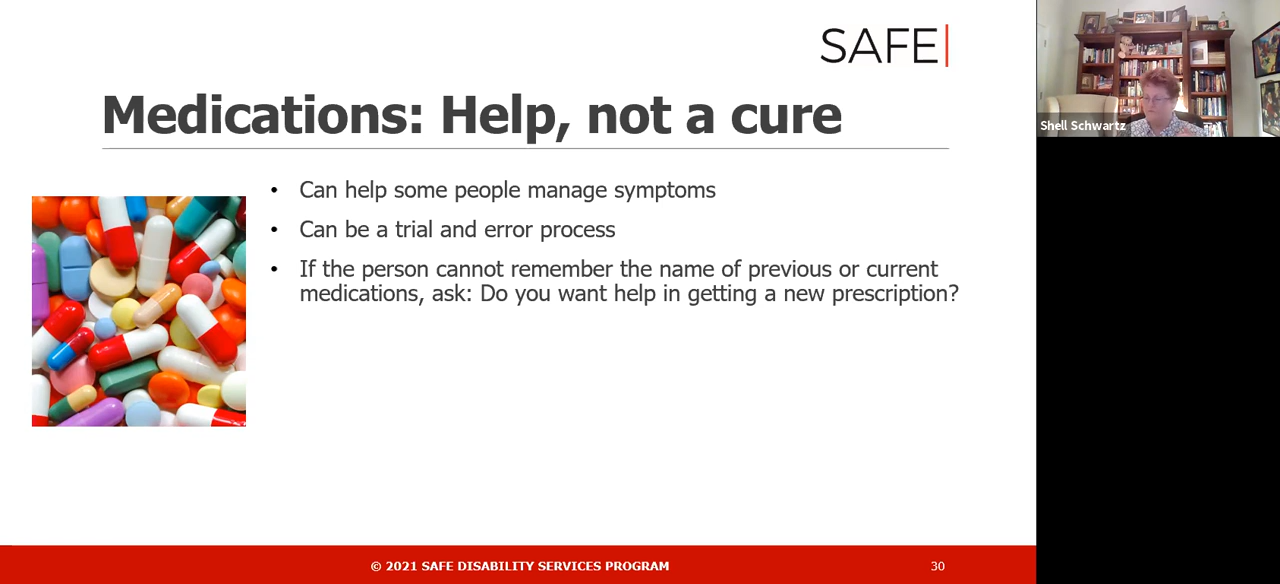 SAFE
Medications: Help, not a cure
• Can help some people manage symptoms
• Can be a trial and error process
• If the person cannot remember the name of previous or current
medications, ask: Do you want help in getting a new prescription?
© 2021 SAFE DISABILITY SERVICES PROGRAM
30
Shell Schwartz